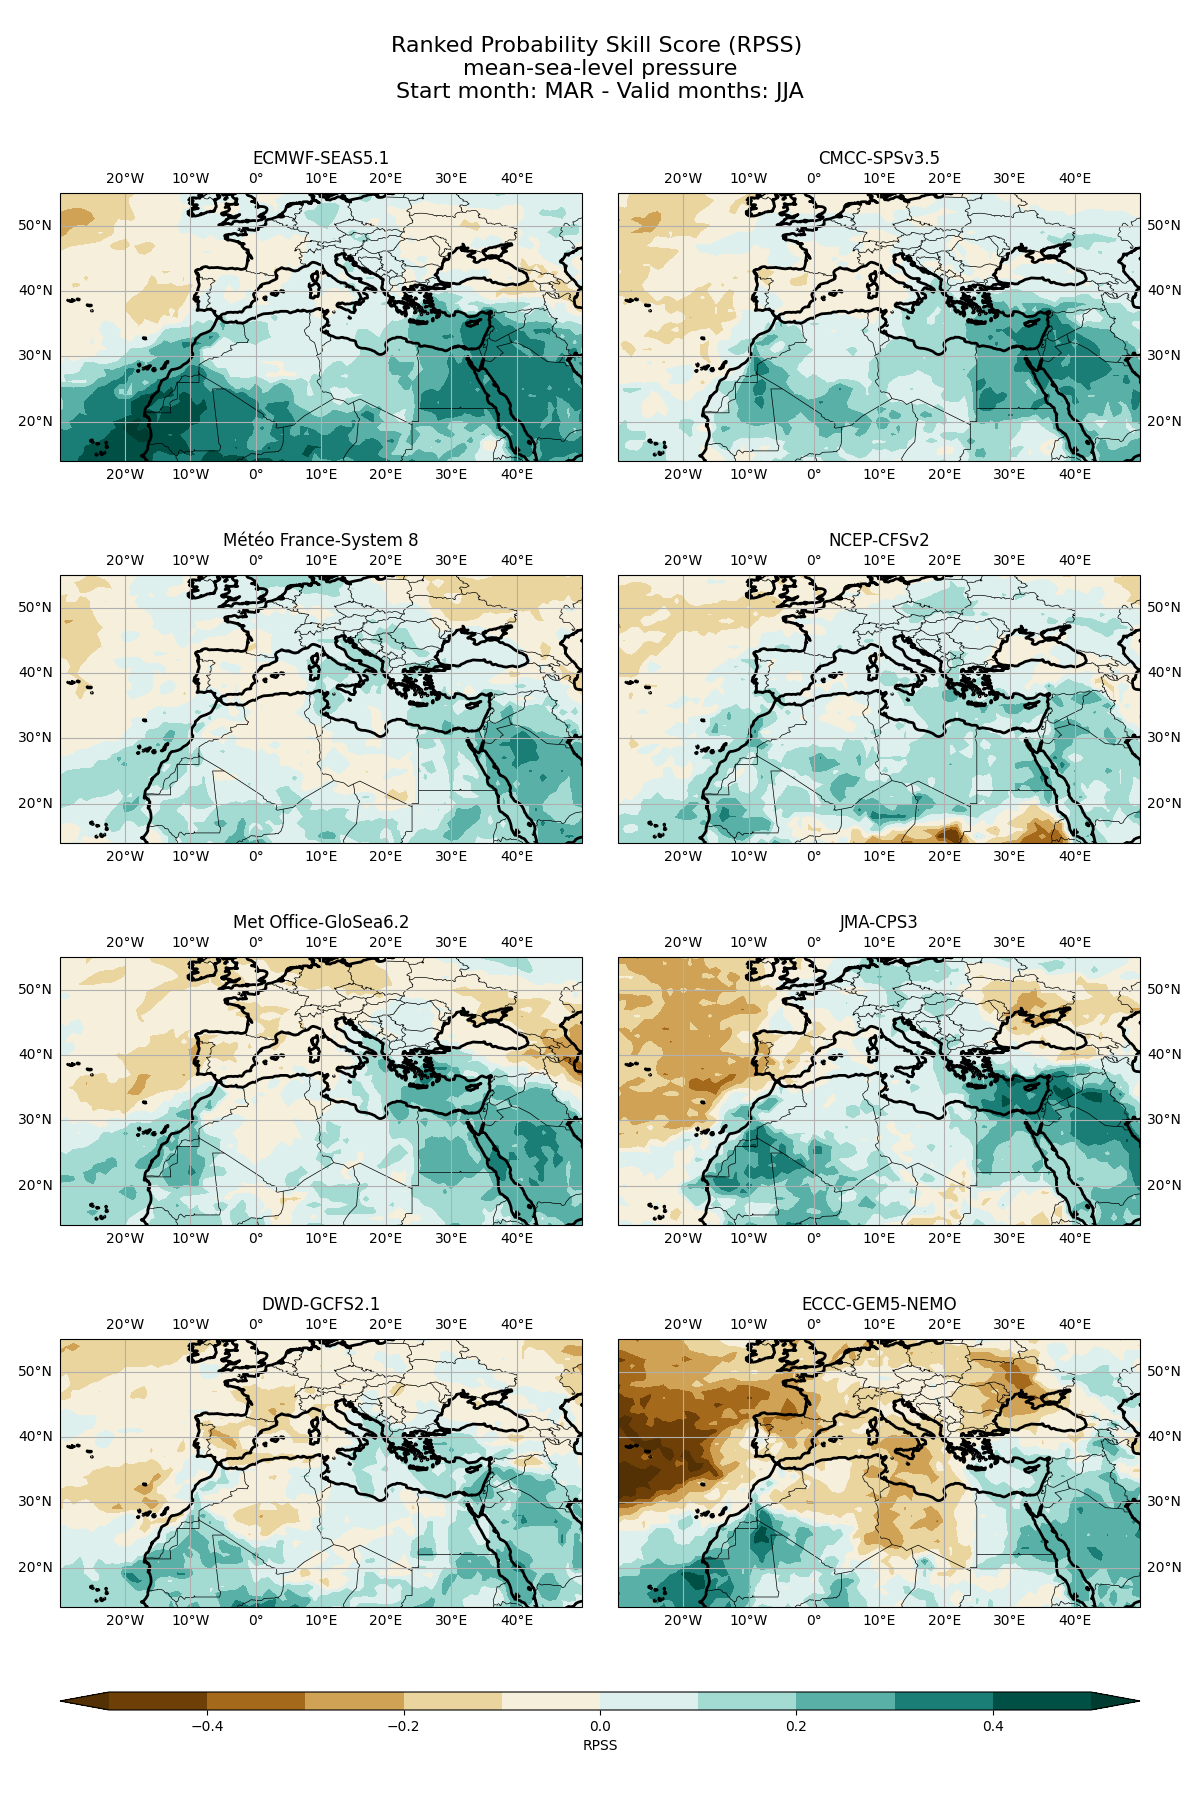 Ranked Probability Skill Score (RPSS)
mean-sea-level pressure
Start month: MAR - Valid months: JJA
ECMWF-SEAS5.1
20°W 10°W 0° 10°E 20°E 30°E 40°E
50°N
40°N
30°N
20°N
20°W 10°W 0° 10°E 20°E 30°E 40°E
CMCC-SPSv3.5
20°W 10°W 0° 10°E 20°E 30°E 40°E
50°N
40°N
30°N
20°N
20°W 10°W 0° 10°E 20°E 30°E 40°E
Météo France-System 8
20°W 10°W 0° 10°E 20°E 30°E 40°E
50°N
40°N
30°N
20°N
20°W 10°W 0° 10°E 20°E 30°E 40°E
NCEP-CFSv2
20°W 10°W 0° 10°E 20°E 30°E 40°E
50°N
40°N
30°N
20°N
20°W 10°W 0° 10°E 20°E 30°E 40°E
Met Office-GloSea6.2
20°W 10°W 0° 10°E 20°E 30°E 40°E
50°N
40°N
30°N
20°N
20°W 10°W 0° 10°E 20°E 30°E 40°E
JMA-CPS3
20°W 10°W 0° 10°E 20°E 30°E 40°E
50°N
40°N
30°N
20°N
20°W 10°W 0° 10°E 20°E 30°E 40°E
DWD-GCFS2.1
20°W 10°W 0° 10°E 20°E 30°E 40°E
50°N
40°N
30°N
20°N
20°W 10°W 0° 10°E 20°E 30°E 40°E
ECCC-GEM5-NEMO
20°W 10°W 0° 10°E 20°E 30°E 40°E
50°N
40°N
30°N
20°N
20°W 10°W 0° 10°E 20°E 30°E 40°E
−0.4 −0.2 0.0 0.2 0.4
RPSS